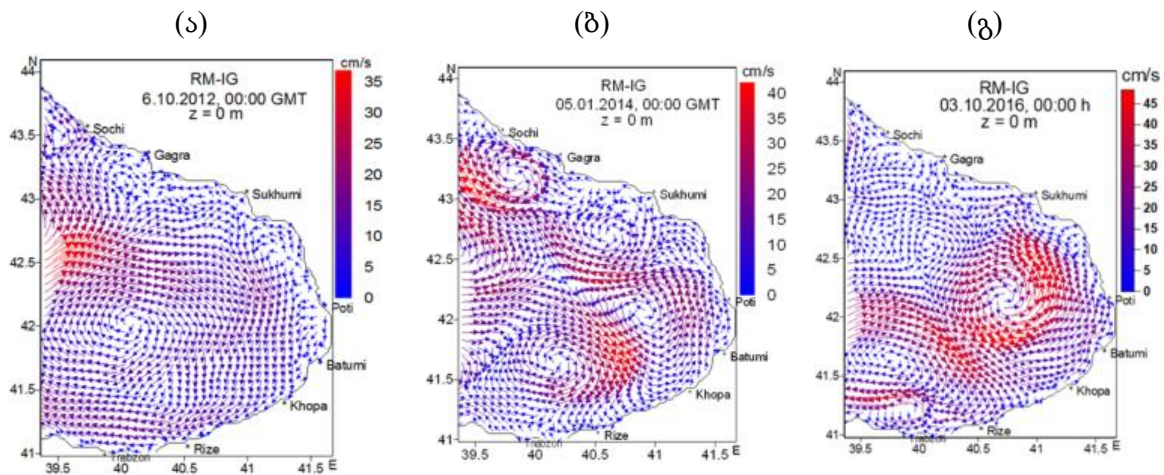 (ა) (ბ) (გ)
N cm/s
RM-IG
6.10.2012, 00:00 GMT
z = 0 m
44
43.5
43
42.5
42
41.5
41
39.5 40 40.5 41 41.5 E
35
30
25
20
15
10
5
0
Sochi
Gagra
Sukhumi
Poti
Batumi
Khopa
Rize
Trabzon
N cm/s
RM-IG
05.01.2014, 00:00 GMT
z = 0 m
44
43.5
43
42.5
42
41.5
41
39.5 40 40.5 41 41.5 E
40
35
30
25
20
15
10
5
0
Sochi
Gagra
Sukhumi
Poti
Batumi
Khopa
Rize
Trabzon
N cm/s
RM-IG
03.10.2016, 00:00 h
z = 0 m
44
43.5
43
42.5
42
41.5
41
39.5 40 40.5 41 41.5 E
45
40
35
30
25
20
15
10
5
0
Sochi
Gagra
Sukhumi
Poti
Batumi
Khopa
Rize
Trabzon